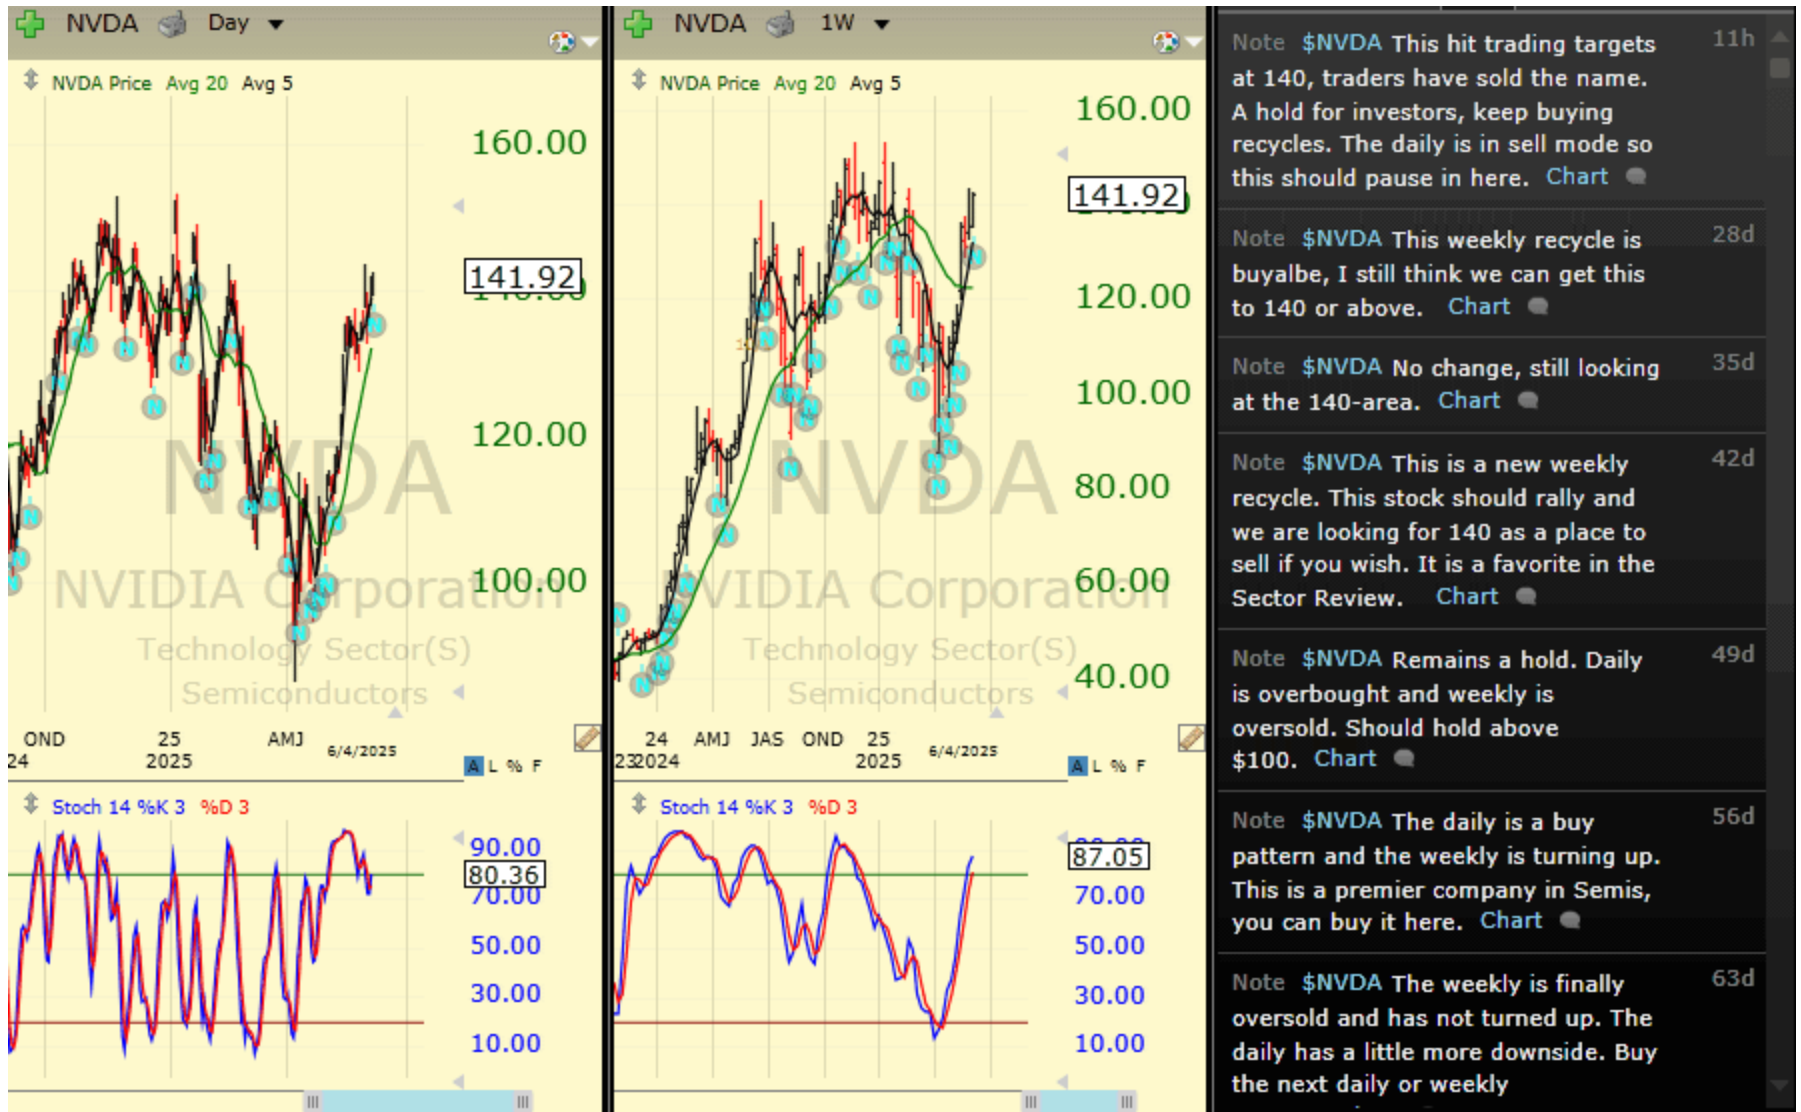 NVDA Day
NVDA Price Avg 20 Avg 5
160.00
141.92
120.00
100.00
NVDA
NVIDIA Corporation
Technology Sector(S)
Semiconductors
OND 25 AMJ 6/4/2025
24 2025
A L % F
Stoch 14 %K 3 %D 3
90.00
80.36
70.00
50.00
30.00
10.00
NVDA 1W
NVDA Price Avg 20 Avg 5
160.00
141.92
120.00
100.00
80.00
60.00
40.00
NVDA
NVIDIA Corporation
Technology Sector(S)
Semiconductors
24 AMJ JAS OND 25 6/4/2025
232024 2025
A L % F
Stoch 14 %K 3 %D 3
87.05
70.00
50.00
30.00
10.00
Note $NVDA This hit trading targets 11h
at 140, traders have sold the name.
A hold for investors, keep buying
recycles. The daily is in sell mode so
this should pause in here. Chart
Note $NVDA This weekly recycle is 28d
buyalbe, I still think we can get this
to 140 or above. Chart
Note $NVDA No change, still looking 35d
at the 140-area. Chart
Note $NVDA This is a new weekly 42d
recycle. This stock should rally and
we are looking for 140 as a place to
sell if you wish. It is a favorite in the
Sector Review. Chart
Note $NVDA Remains a hold. Daily 49d
is overbought and weekly is
oversold. Should hold above
$100. Chart
Note $NVDA The daily is a buy 56d
pattern and the weekly is turning up.
This is a premier company in Semis,
you can buy it here. Chart
Note $NVDA The weekly is finally 63d
oversold and has not turned up. The
daily has a little more downside. Buy
the next daily or weekly